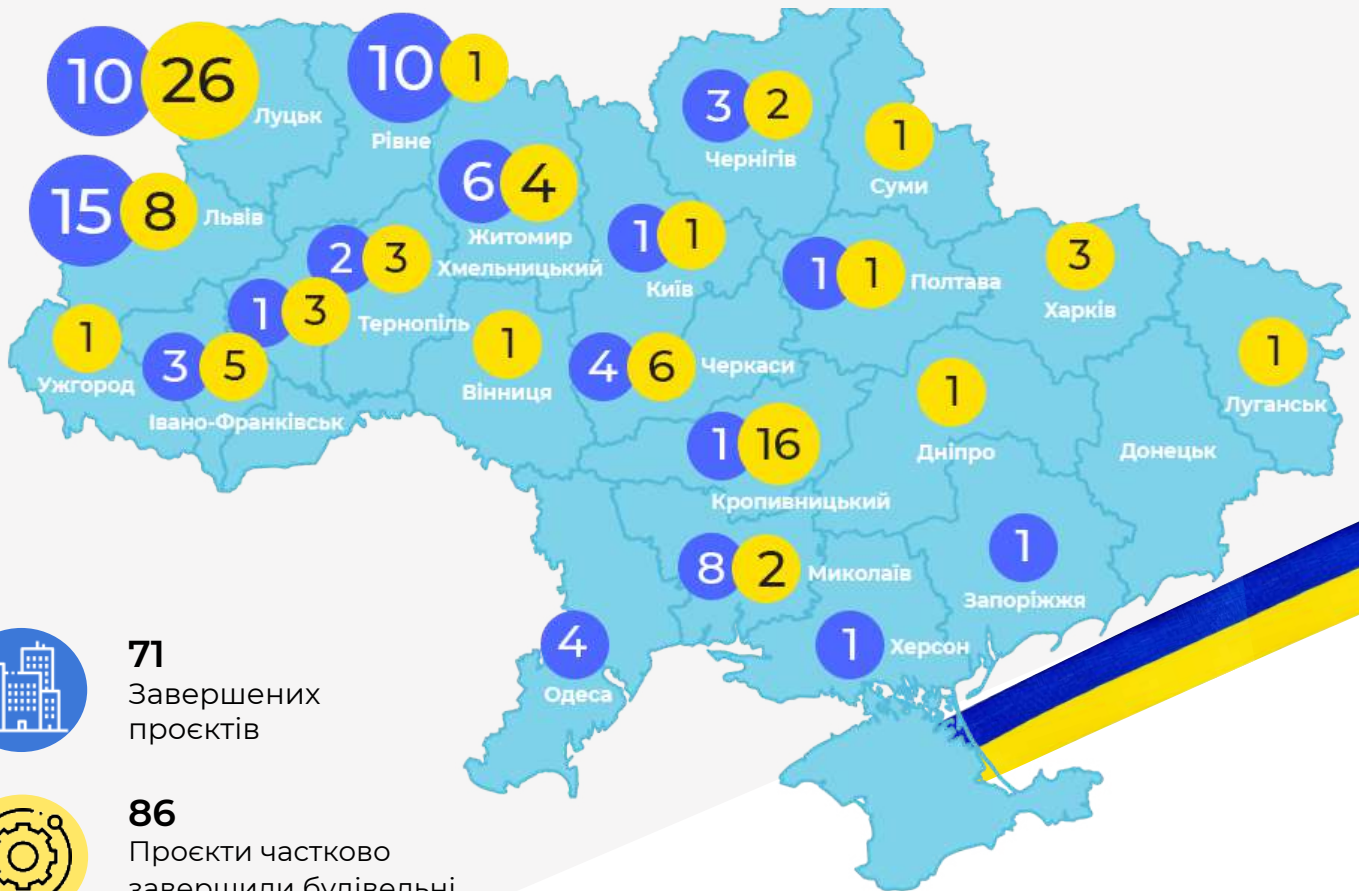 10 26
Луцьк
10 1
Рівне
3 2
Чернігів
1
Суми
15 8
Львів
6 4
Житомир
2 3
Хмельницький
1 1
Київ
1 1
Полтава
3
Харків
1 3
Тернопіль
1
Ужгород
3 5
Івано-Франківськ
1
Вінниця
4 6
Черкаси
1
Дніпро
1
Луганськ
Донецьк
1 16
Кропивницький
8 2
Миколаїв
1
Запоріжжя
4
Одеса
1
Херсон
71
Завершених
проєктів
86
Проєкти частково
завершили будівельні